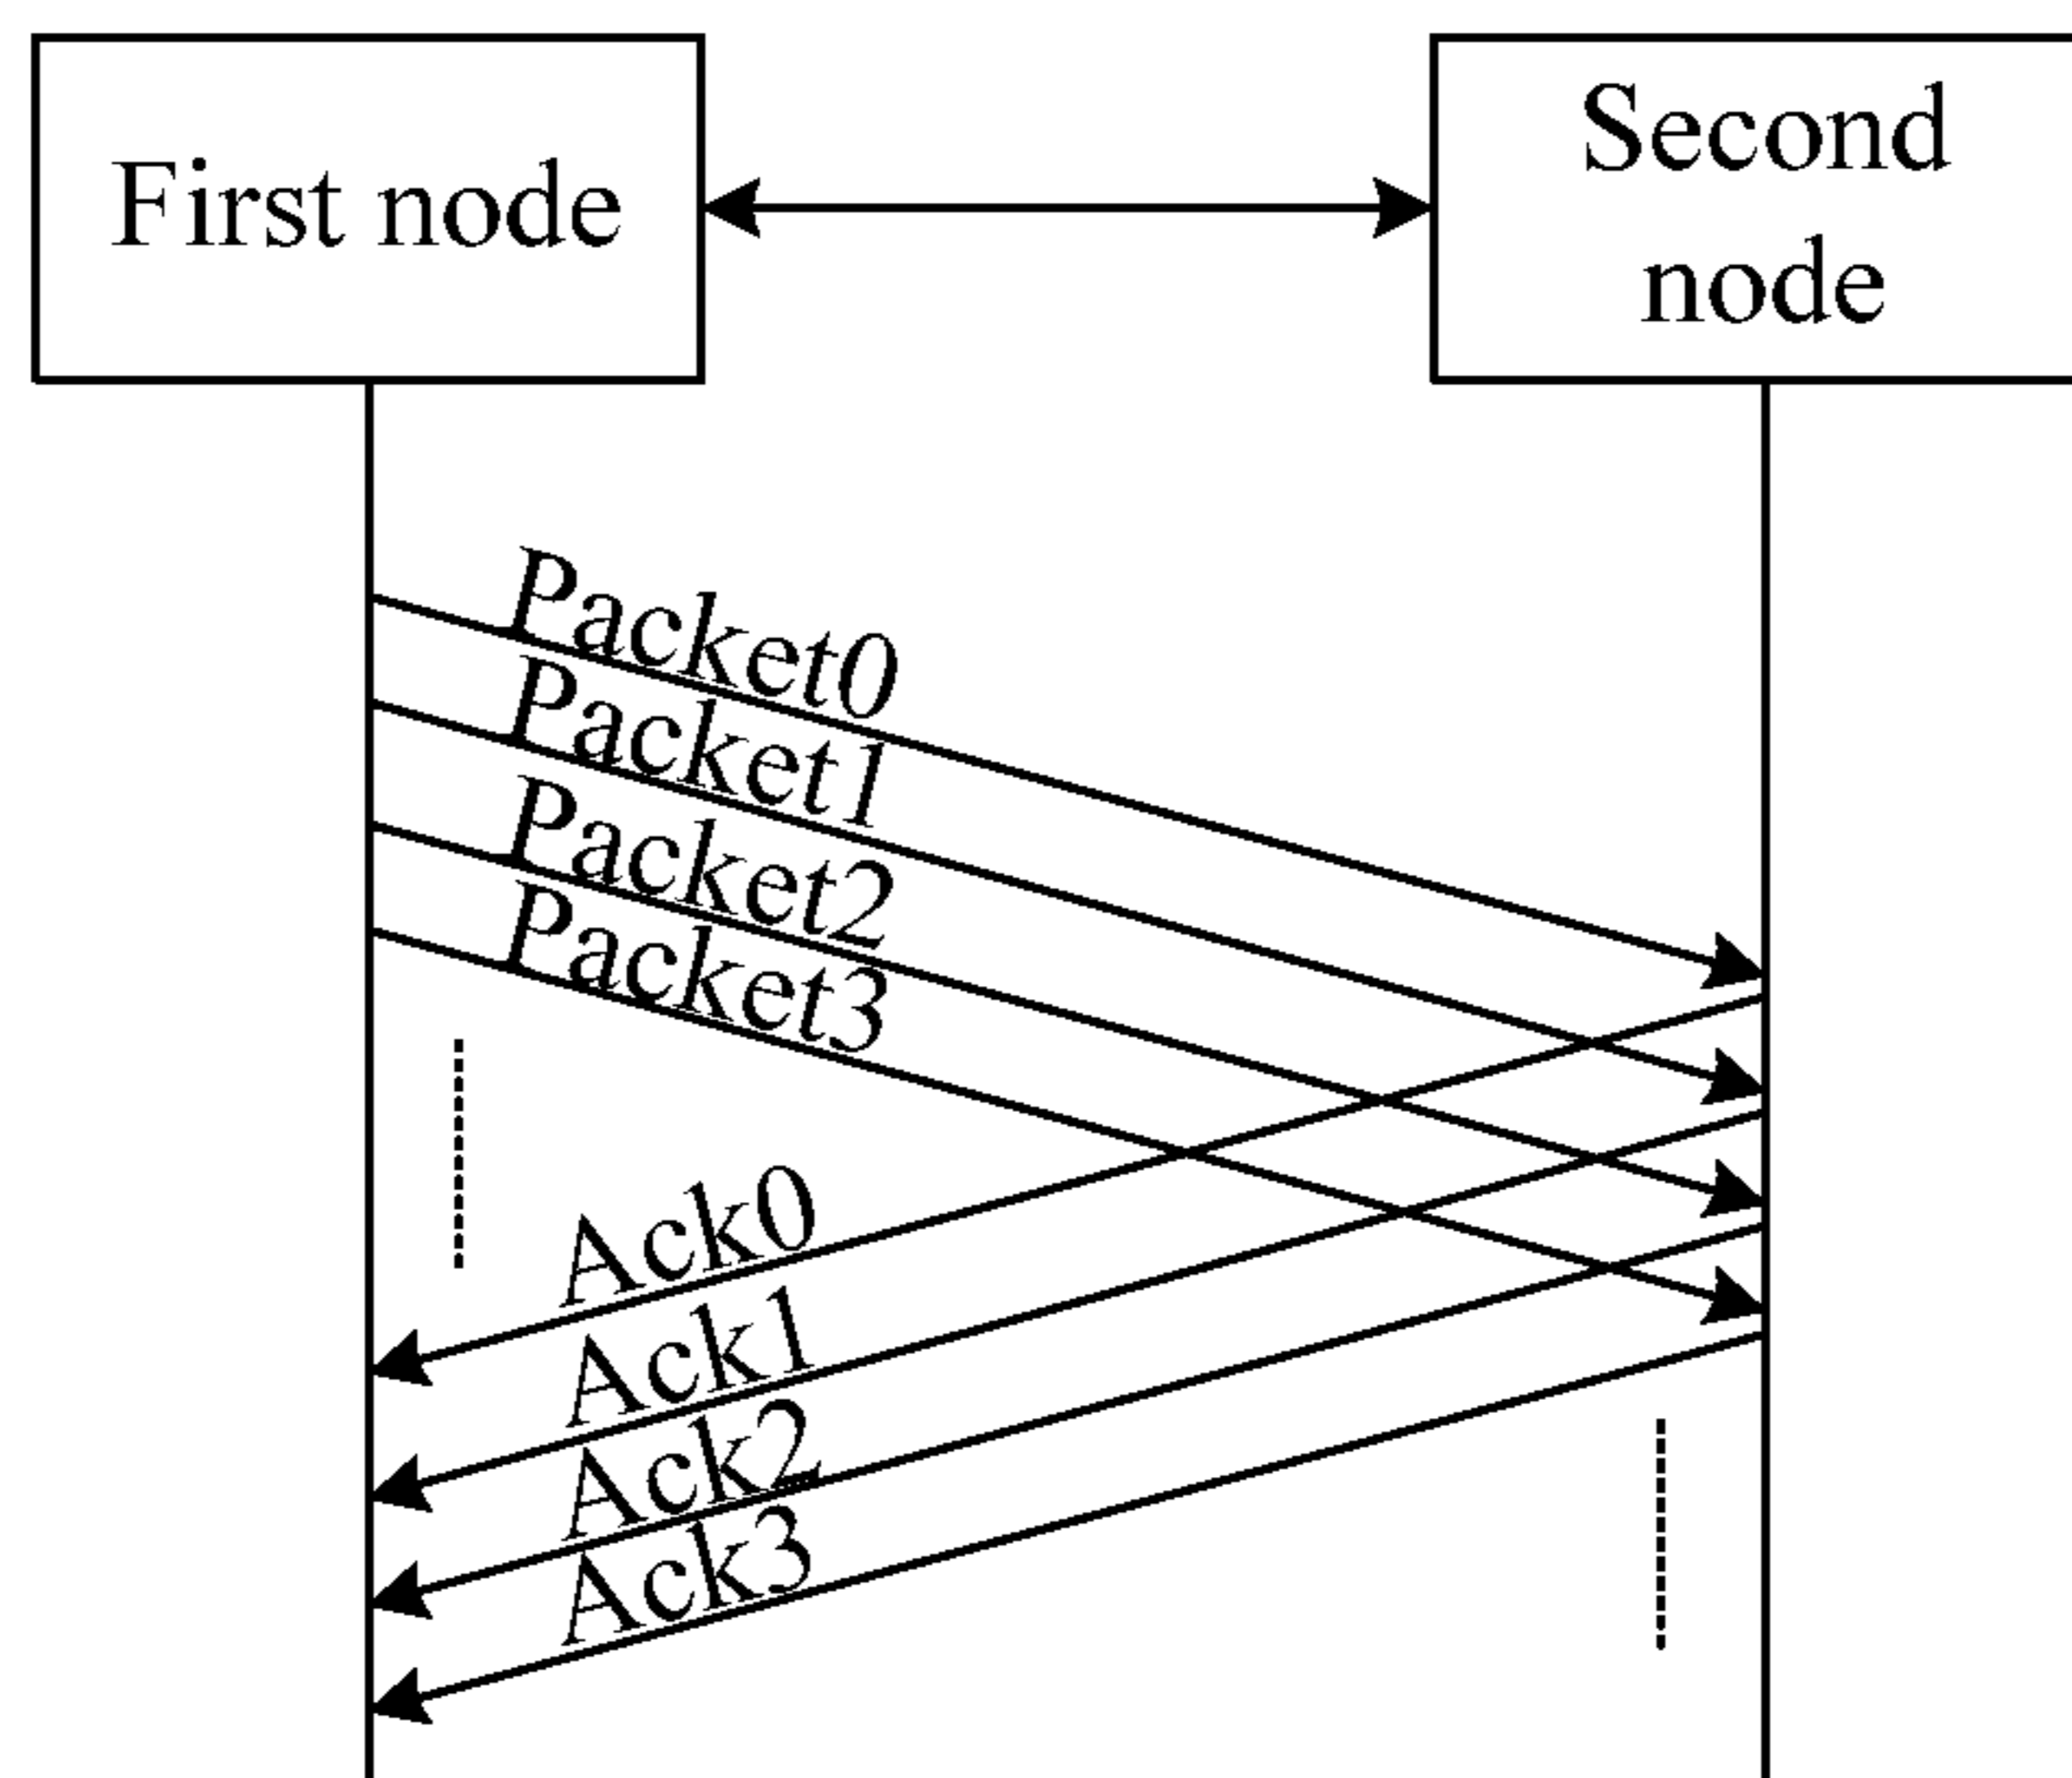 First node
Second
node
Packet0
Packet1
Packet2
Packet3
Ack0
Ack1
Ack2
Ack3